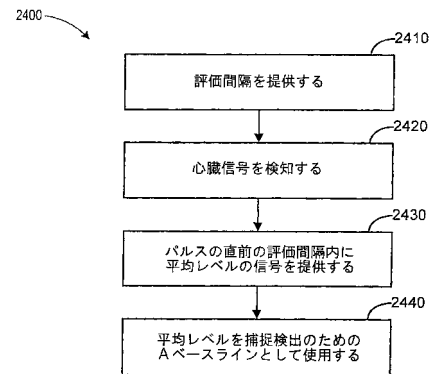 2400
2410
評価間隔を提供する
2420
心臓信号を検知する
2430
パルスの直前の評価間隔内に
平均レベルの信号を提供する
2440
平均レベルを捕捉検出のための
Aベースラインとして使用する